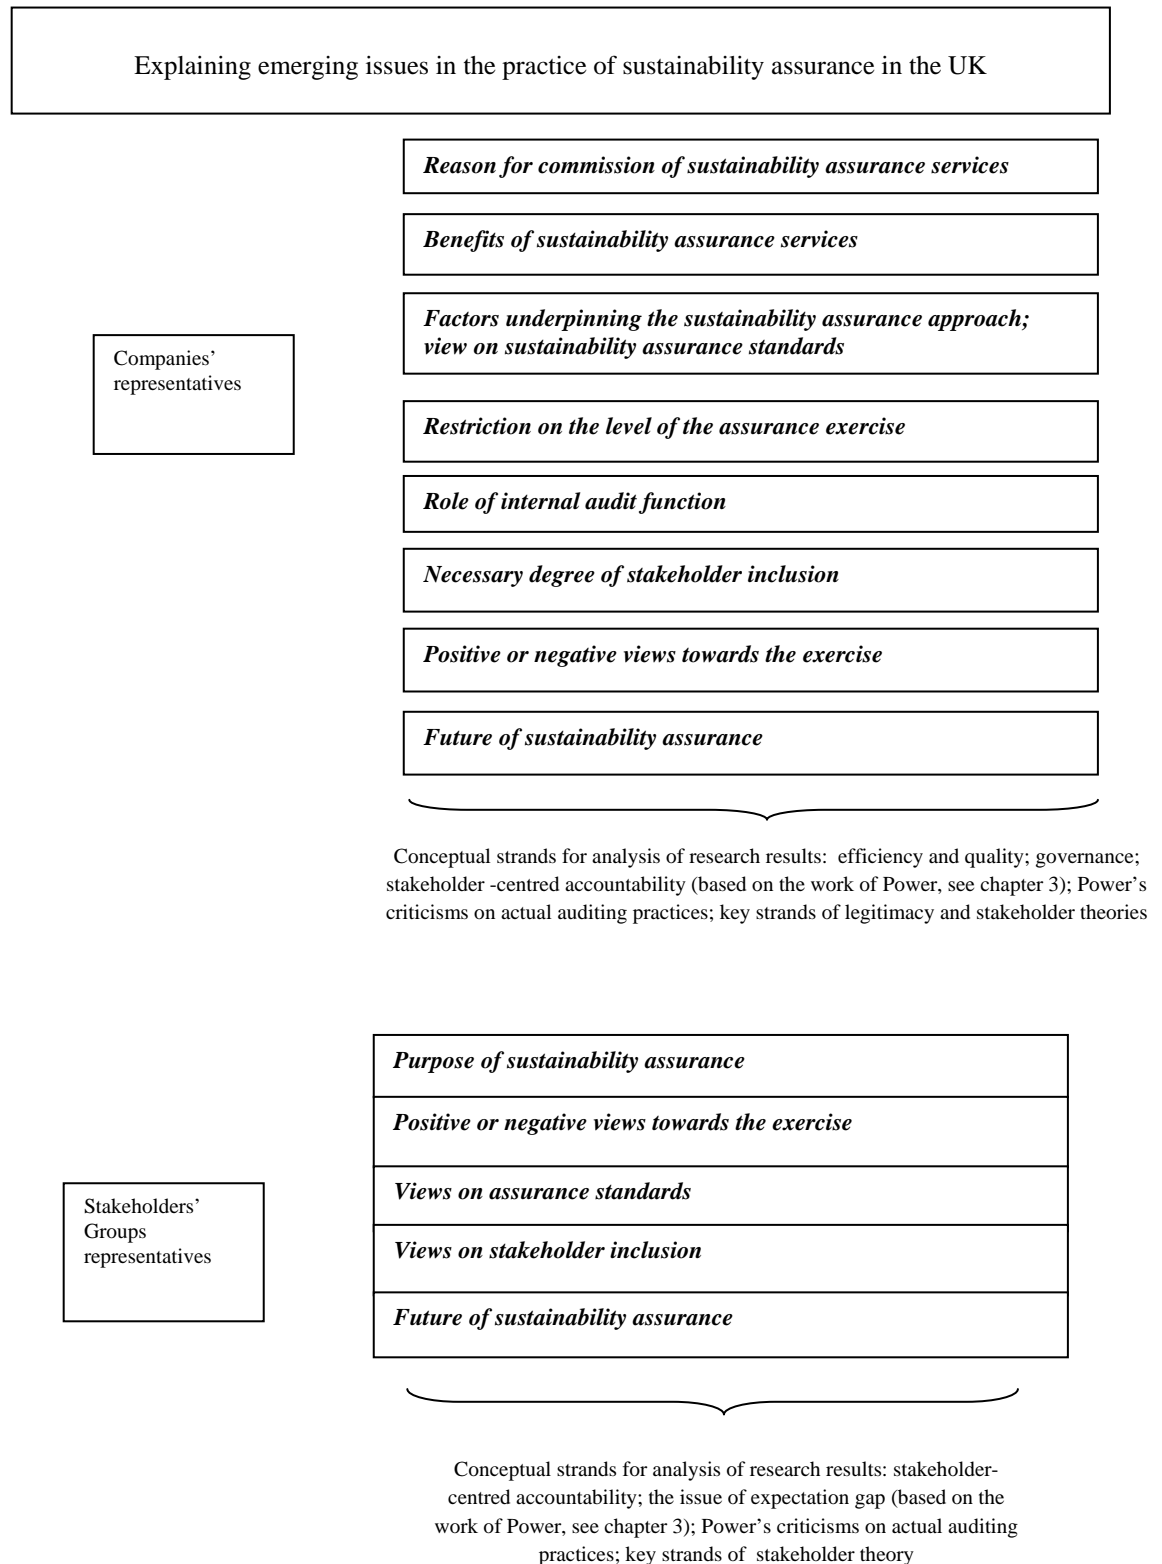 Explaining emerging issues in the practice of sustainability assurance in the UK
Reason for commission of sustainability assurance services
Benefits of sustainability assurance services
Factors underpinning the sustainability assurance approach;
view on sustainability assurance standards
Companies’
representatives
Restriction on the level of the assurance exercise
Role of internal audit function
Necessary degree of stakeholder inclusion
Positive or negative views towards the exercise
Future of sustainability assurance
Conceptual strands for analysis of research results:  efficiency and quality; governance;
stakeholder -centred accountability (based on the work of Power, see chapter 3); Power’s
criticisms on actual auditing practices; key strands of legitimacy and stakeholder theories
Purpose of sustainability assurance
Positive or negative views towards the exercise
Views on assurance standards
Stakeholders’
Groups
representatives
Views on stakeholder inclusion
Future of sustainability assurance
Conceptual strands for analysis of research results: stakeholder-
centred accountability; the issue of expectation gap (based on the
work of Power, see chapter 3); Power’s criticisms on actual auditing
practices; key strands of  stakeholder theory